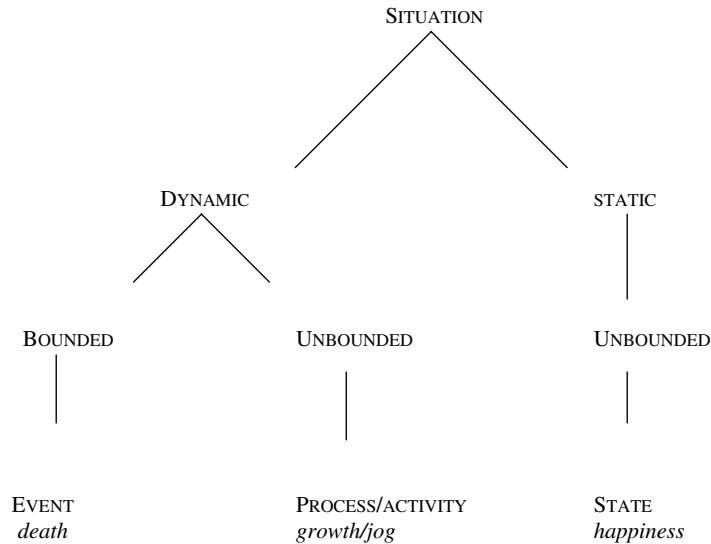 SITUATION
DYNAMIC STATIC
BOUNDED UNBOUNDED UNBOUNDED
EVENT PROCESS/ACTIVITY STATE
death growth/jog happiness